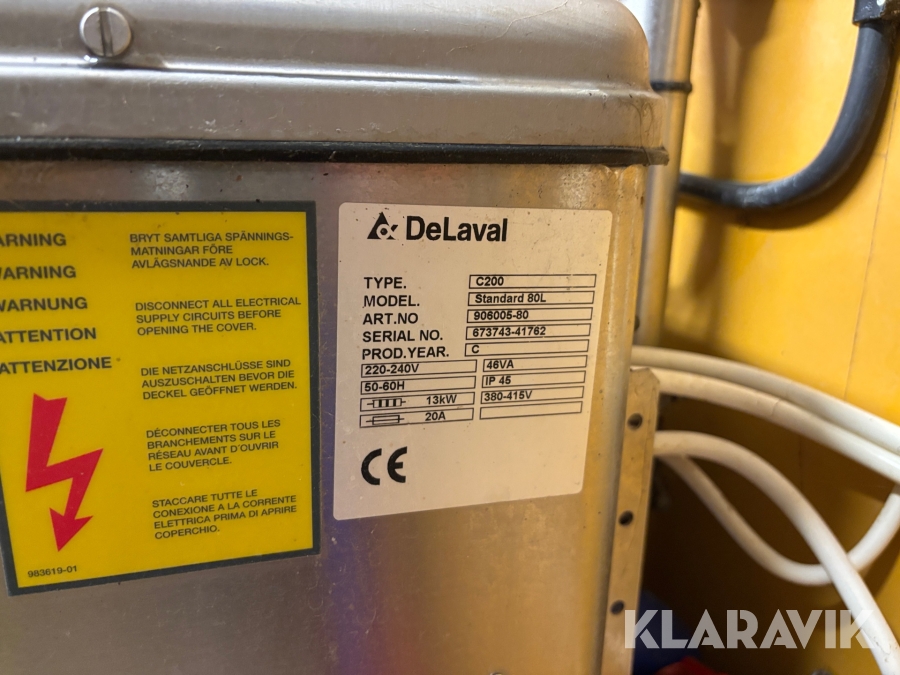 ARNING
WARNING
WARNUNG
ATTENTION
ATTENZIONE
BRYT SAMTLIGA SPÄNNINGS-
MATNINGAR FÖRE
AVLÄGSNANDE AV LOCK.
DISCONNECT ALL ELECTRICAL
SUPPLY CIRCUITS BEFORE
OPENING THE COVER.
DIE NETZANSCHLÜSSE SIND
AUSZUSCHALTEN BEVOR DIE
DECKEL GEÖFFNET WERDEN.
DÉCONNECTER TOUS LES
BRANCHEMENTS SUR LE
RÉSEAU AVANT D'OUVRIR
LE COUVERCLE.
STACCARE TUTTE LE
CONEXIONE A LA CORRENTE
ELETTRICA PRIMA DI APRIRE
COPERCHIO.
983619-01
DeLaval
TYPE. C200
MODEL. Standard 80L
ART.NO 906005-80
SERIAL NO. 673743-41762
PROD.YEAR. C
220-240V 46VA
50-60H IP 45
13kW 380-415V
20A
CE
KLARAVIK